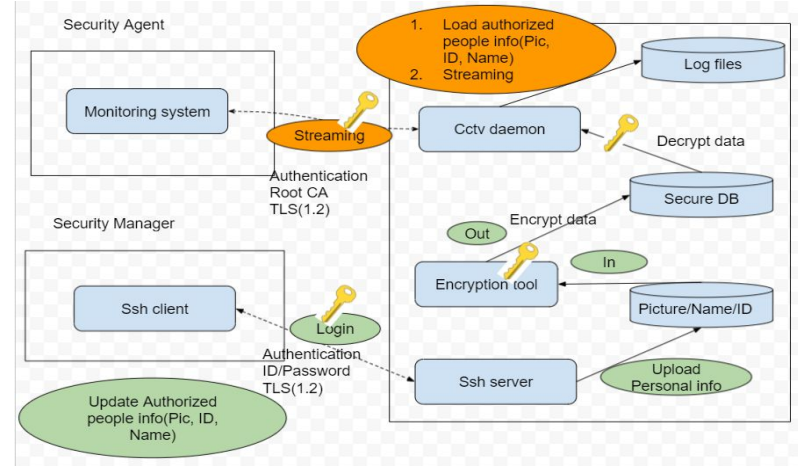 Security Agent
1. Load authorized
people info(Pic,
ID, Name)
2. Streaming
Log files
Monitoring system
Streaming
Cctv daemon
Decrypt data
Authentication
Root CA
TLS(1.2)
Secure DB
Security Manager
Out
Encrypt data
In
Encryption tool
Ssh client
Picture/Name/ID
Login
Authentication
ID/Password
TLS(1.2)
Ssh server
Upload
Personal info
Update Authorized
people info(Pic, ID,
Name)